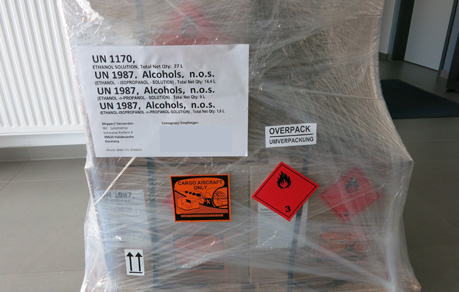 UN 1170,
(ETHANOL SOLUTION, Total Net Qty: 27 L
UN 1987, Alcohols, n.o.s.
(ETHANOL - ISOPROPANOL - SOLUTION), Total Net Qty: 14,4 L
UN 1987, Alcohols, n.o.s.
(ETHANOL -n-PROPANOL - SOLUTION), Total Net Qty: 9 L
UN 1987, Alcohols, n.o.s.
(ETHANOL-ISOPROPANOL-n-PROPANOL-SOLUTION), Total Net Qty:
Shipper/ Versender:
Consignee/ Empfänger:
Germany
OVERPACK
UMVERPACKUNG
CARGO AIRCRAFT
ONLY
3